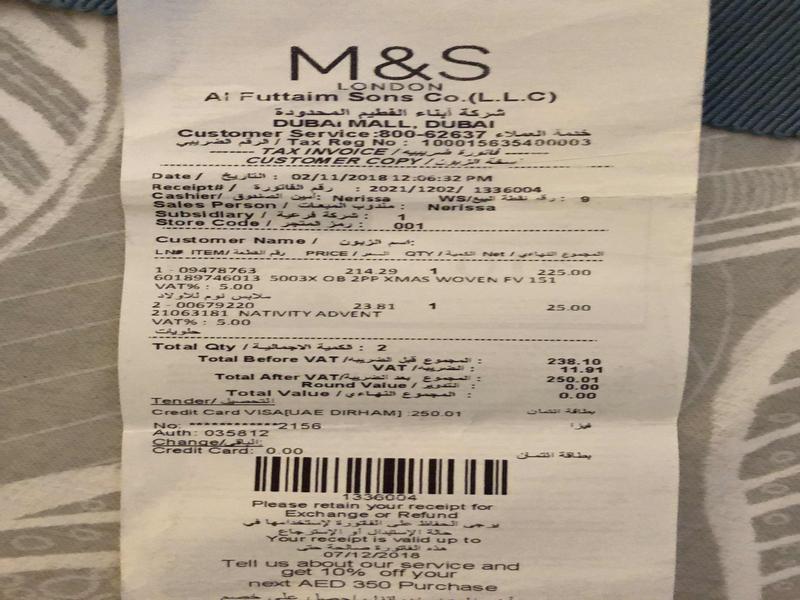 M&S
LONDON
Al Futtaim Sons Co.(L.L.C)
شركة أبناء الفطيم المحدودة
DUBAI MALL, DUBAI
Customer Service:800-62637 خدمة العملاء
الرقم الضريبي / Tax Reg No : 100015635400003
---- TAX INVOICE / فاتورة ضريبية ----
CUSTOMER COPY / نسخة الزبون
Date / التاريخ : 02/11/2018 12:06:32 PM
Receipt# / رقم الفاتورة : 2021/1202/ 1336004
Cashier/ أمين الصندوق: Nerissa WS/رقم نقطة البيع : 9
Sales Person / مندوب المبيعات : Nerissa
Subsidiary / شركة فرعية : 1
Store Code / رمز المتجر : 001
Customer Name / اسم الزبون:
LN# ITEM/ رقم القطعة PRICE / السعر QTY / الكمية Net / المجموع النهائي
1 - 09478763 214.29 1 225.00
60189746013 5003X OB 2PP XMAS WOVEN FV 151
VAT% : 5.00
ملابس نوم للأولاد
2 - 00679220 23.81 1 25.00
21063181 NATIVITY ADVENT
VAT% : 5.00
حلويات
Total Qty / الكمية الاجمالية : 2
Total Before VAT / المجموع قبل الضريبة : 238.10
VAT / الضريبة : 11.91
Total After VAT / المجموع بعد الضريبة : 250.01
Round Value / التدوير : 0.00
Total Value / المجموع النهائي : 0.00
Tender/ التحصيل:
Credit Card VISA[UAE DIRHAM] :250.01 بطاقة ائتمان
No: ************2156 فيزا
Auth: 035812
Change/الباقي:
Credit Card: 0.00 بطاقة ائتمان
1336004
Please retain your receipt for
Exchange or Refund
يرجى الحفاظ على الفاتورة لإستخدامها في
حالة الإستبدال أو الإسترجاع
Your receipt is valid up to
هذه الفاتورة صالحة حتى
07/12/2018
Tell us about our service and
get 10% off your
next AED 350 Purchase